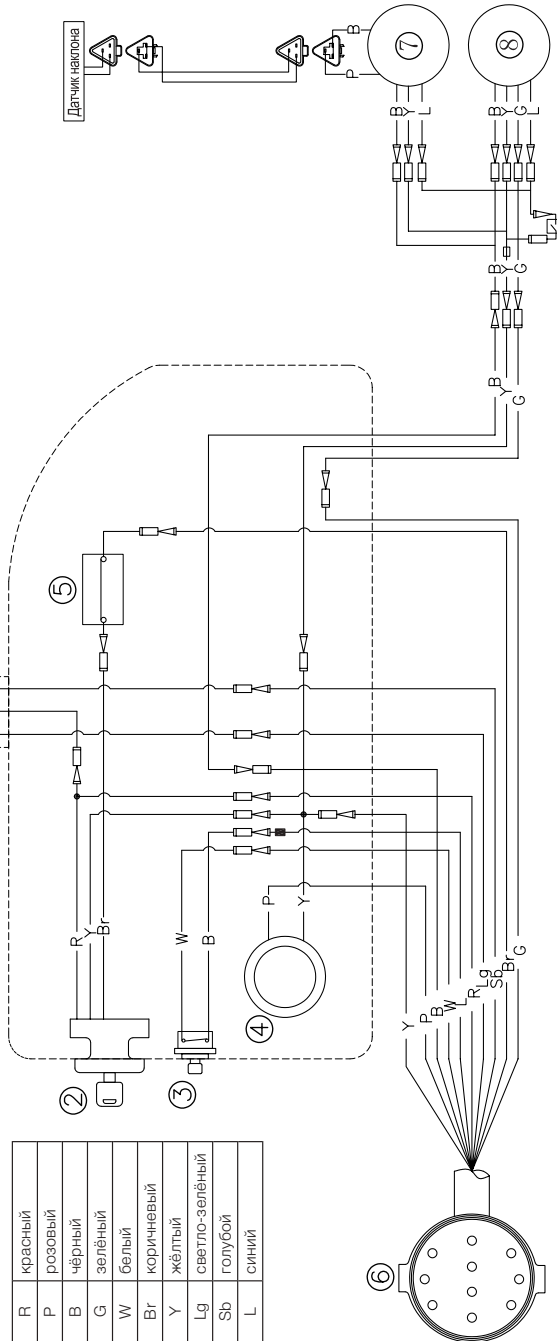 R красный
P розовый
B чёрный
G зелёный
W белый
Br коричневый
Y жёлтый
Lg светло-зелёный
Sb голубой
L синий
②
R
Y
Br
③
W
B
④
P
Y
⑤
⑥
Y
P
B
W
L
R
Lg
Sb
Br
G
B
Y
G
B
Y
G
Датчик наклона
P
B
⑦
B
Y
L
⑧
B
Y
G
L